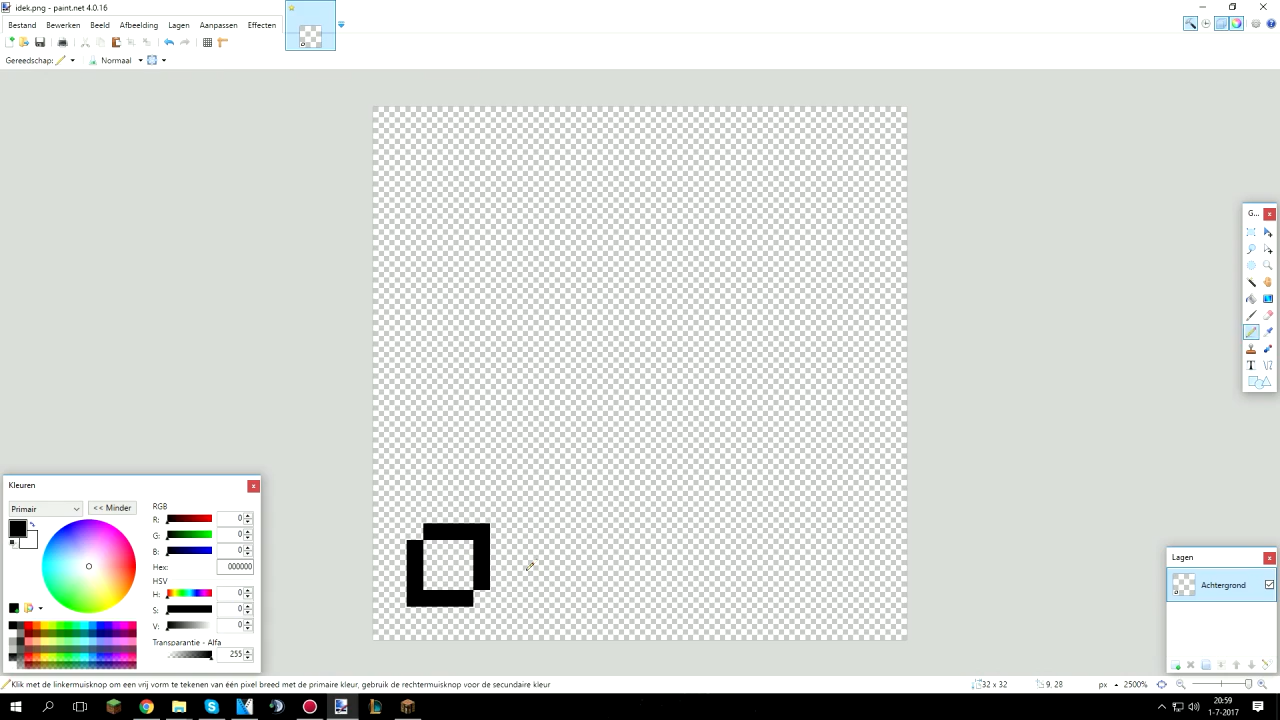 idek.png - paint.net 4.0.16
Bestand Bewerken Beeld Afbeelding Lagen Aanpassen Effecten
Gereedschap: Normaal
G...
Kleuren
Primair << Minder RGB
R: 0
G: 0
B: 0
Hex: 000000
HSV
H: 0
S: 0
V: 0
Transparantie - Alfa
255
Lagen
Achtergrond
Klik met de linkermuisknop om een vrij vorm te tekenen van één pixel breed met de primaire kleur, gebruik de rechtermuisknop voor de secundaire kleur 32 x 32 9, 28 px 2500%
20:59
1-7-2017